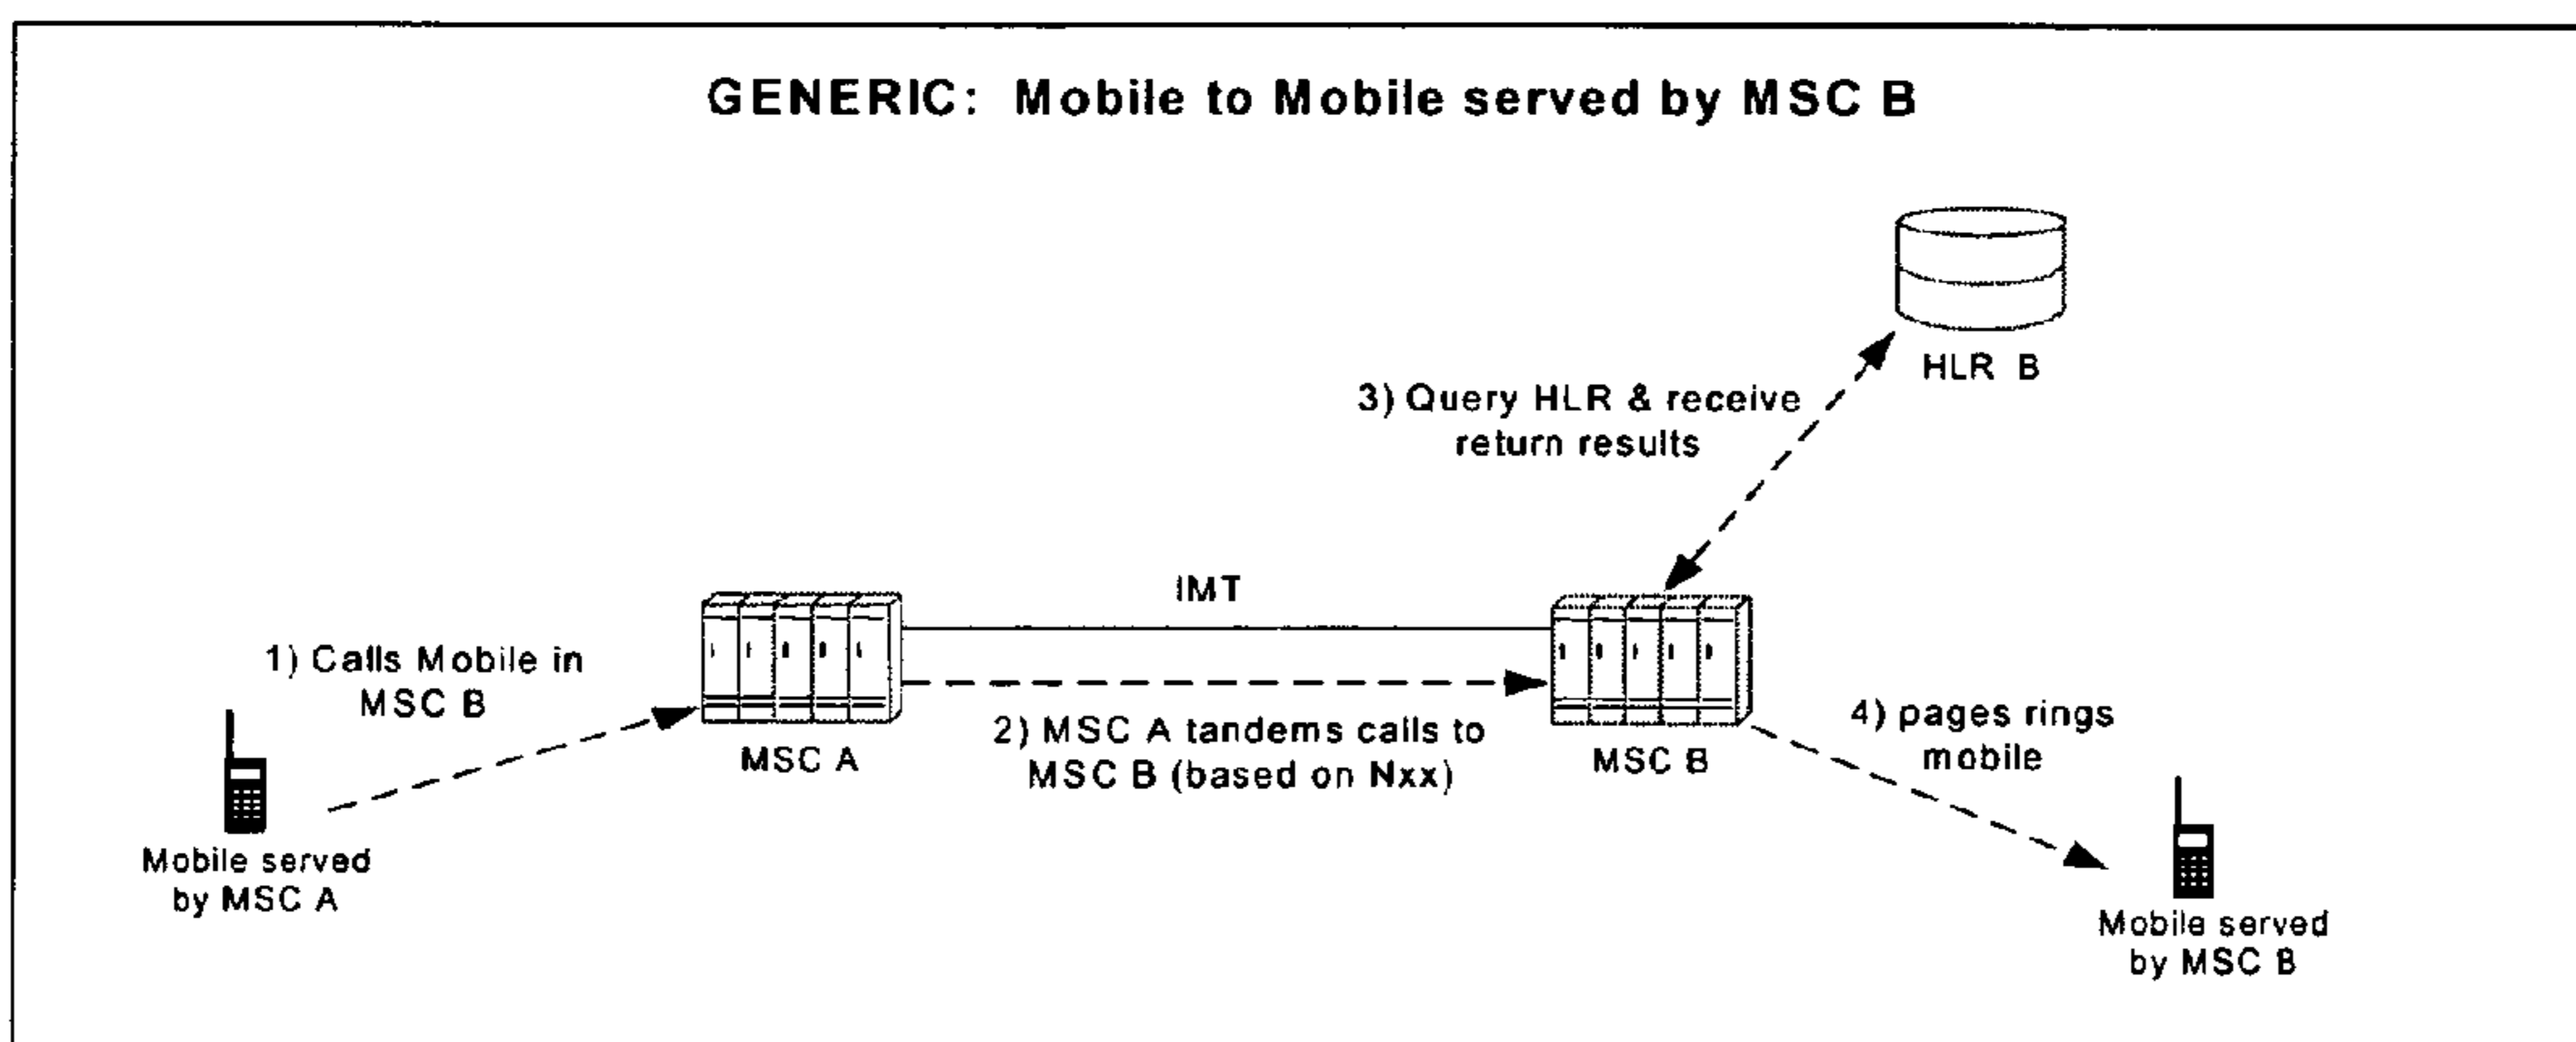 GENERIC: Mobile to Mobile served by MSC B
HLR B
3) Query HLR & receive
return results
IMT
1) Calls Mobile in
MSC B
MSC A
2) MSC A tandems calls to
MSC B (based on Nxx)
MSC B
4) pages rings
mobile
Mobile served
by MSC A
Mobile served
by MSC B